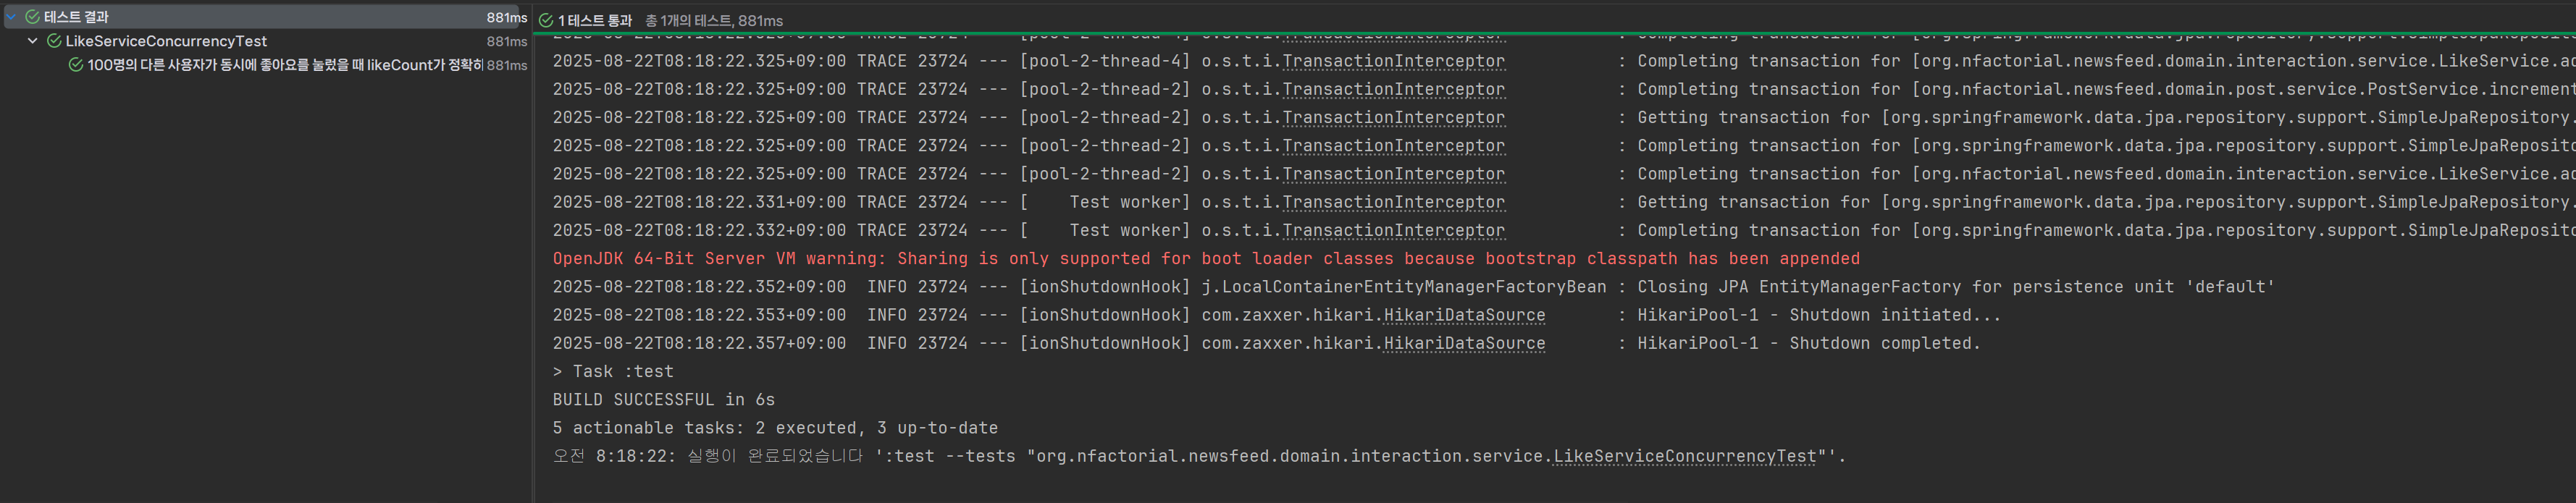 테스트 결과 881ms
LikeServiceConcurrencyTest 881ms
100명의 다른 사용자가 동시에 좋아요를 눌렀을 때 likeCount가 정확히 881ms
1 테스트 통과 총 1개의 테스트, 881ms
2025-08-22T08:18:22.325+09:00 TRACE 23724 --- [pool-2-thread-4] o.s.t.i.TransactionInterceptor : Completing transaction for [org.nfactorial.newsfeed.domain.interaction.service.LikeService.ad
2025-08-22T08:18:22.325+09:00 TRACE 23724 --- [pool-2-thread-2] o.s.t.i.TransactionInterceptor : Completing transaction for [org.nfactorial.newsfeed.domain.post.service.PostService.increment
2025-08-22T08:18:22.325+09:00 TRACE 23724 --- [pool-2-thread-2] o.s.t.i.TransactionInterceptor : Getting transaction for [org.springframework.data.jpa.repository.support.SimpleJpaRepository.
2025-08-22T08:18:22.325+09:00 TRACE 23724 --- [pool-2-thread-2] o.s.t.i.TransactionInterceptor : Completing transaction for [org.springframework.data.jpa.repository.support.SimpleJpaReposito
2025-08-22T08:18:22.325+09:00 TRACE 23724 --- [pool-2-thread-2] o.s.t.i.TransactionInterceptor : Completing transaction for [org.nfactorial.newsfeed.domain.interaction.service.LikeService.ad
2025-08-22T08:18:22.331+09:00 TRACE 23724 --- [    Test worker] o.s.t.i.TransactionInterceptor : Getting transaction for [org.springframework.data.jpa.repository.support.SimpleJpaRepository.
2025-08-22T08:18:22.332+09:00 TRACE 23724 --- [    Test worker] o.s.t.i.TransactionInterceptor : Completing transaction for [org.springframework.data.jpa.repository.support.SimpleJpaReposito
OpenJDK 64-Bit Server VM warning: Sharing is only supported for boot loader classes because bootstrap classpath has been appended
2025-08-22T08:18:22.352+09:00  INFO 23724 --- [ionShutdownHook] j.LocalContainerEntityManagerFactoryBean : Closing JPA EntityManagerFactory for persistence unit 'default'
2025-08-22T08:18:22.353+09:00  INFO 23724 --- [ionShutdownHook] com.zaxxer.hikari.HikariDataSource : HikariPool-1 - Shutdown initiated...
2025-08-22T08:18:22.357+09:00  INFO 23724 --- [ionShutdownHook] com.zaxxer.hikari.HikariDataSource : HikariPool-1 - Shutdown completed.
> Task :test
BUILD SUCCESSFUL in 6s
5 actionable tasks: 2 executed, 3 up-to-date
오전 8:18:22: 실행이 완료되었습니다 ':test --tests "org.nfactorial.newsfeed.domain.interaction.service.LikeServiceConcurrencyTest"'.